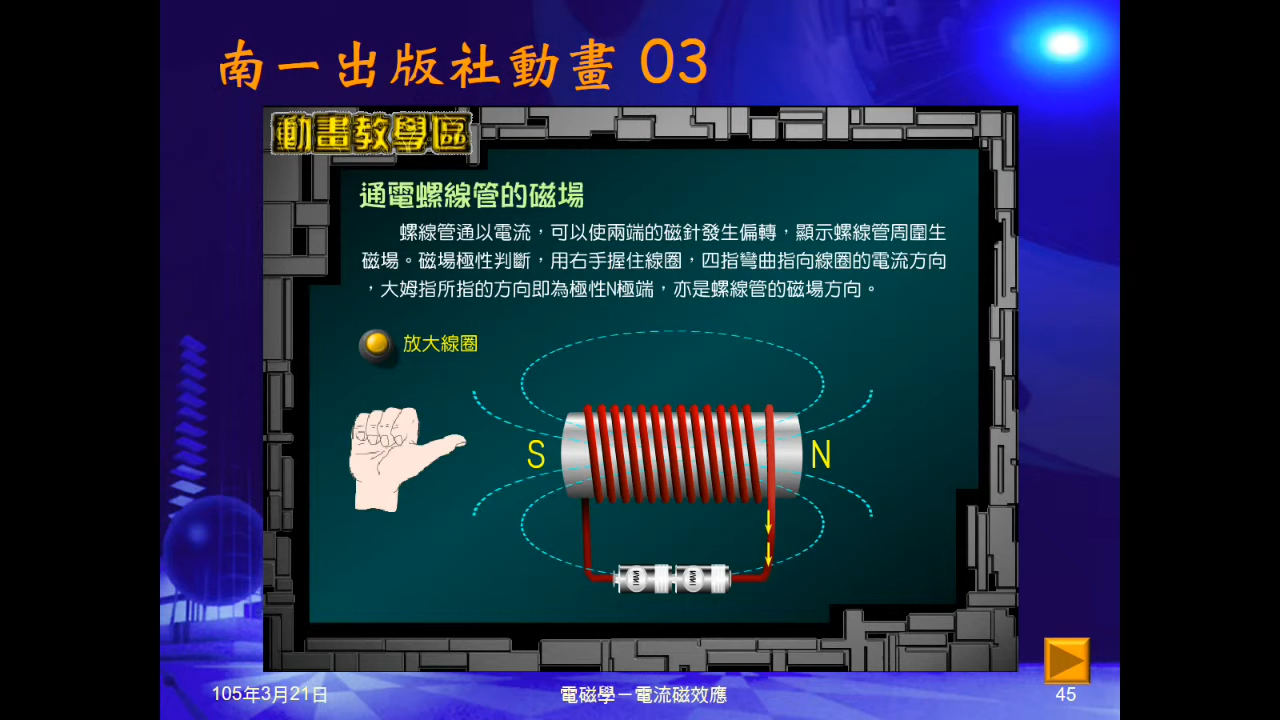 南一出版社動畫 03
動畫教學區
通電螺線管的磁場
螺線管通以電流，可以使兩端的磁針發生偏轉，顯示螺線管周圍生
磁場。磁場極性判斷，用右手握住線圈，四指彎曲指向線圈的電流方向
，大姆指所指的方向即為極性N極端，亦是螺線管的磁場方向。
放大線圈
S
N
105年3月21日
電磁學－電流磁效應
45